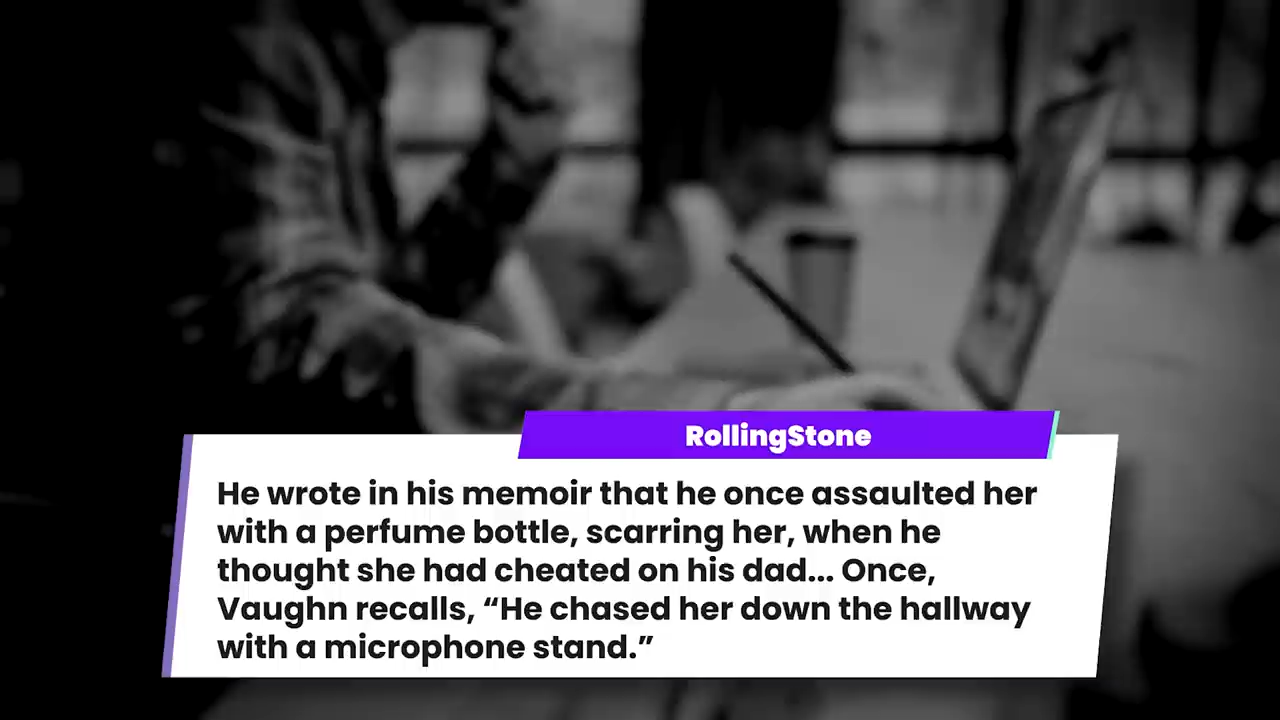 RollingStone
He wrote in his memoir that he once assaulted her
with a perfume bottle, scarring her, when he
thought she had cheated on his dad... Once,
Vaughn recalls, “He chased her down the hallway
with a microphone stand.”